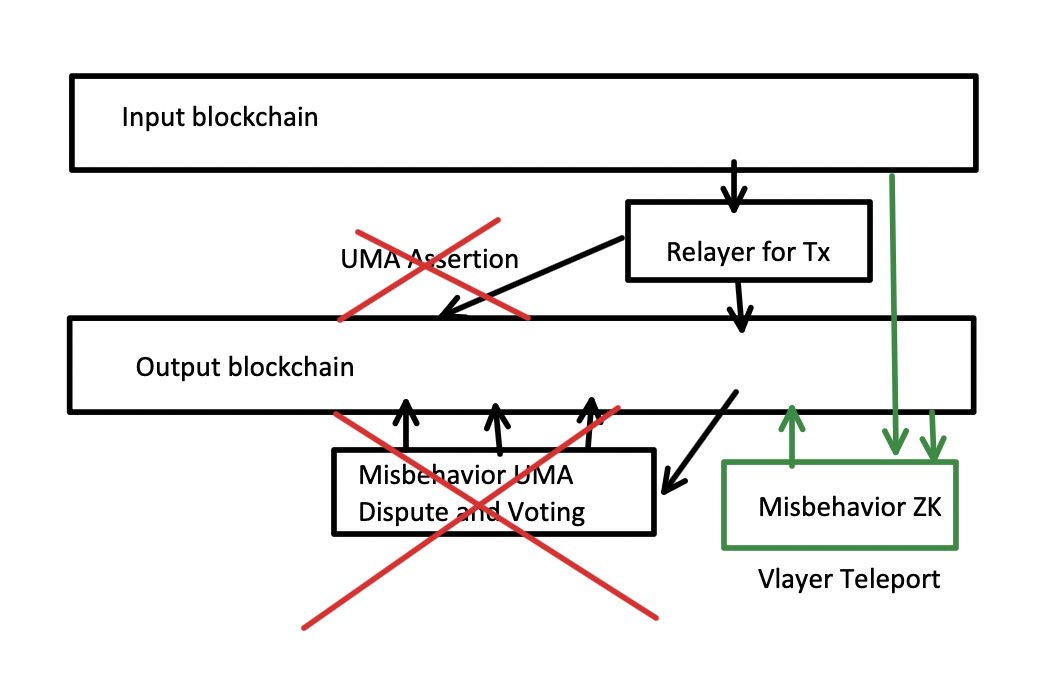 Input blockchain
Relayer for Tx
UMA Assertion
Output blockchain
Misbehavior UMA
Dispute and Voting
Misbehavior ZK
Vlayer Teleport